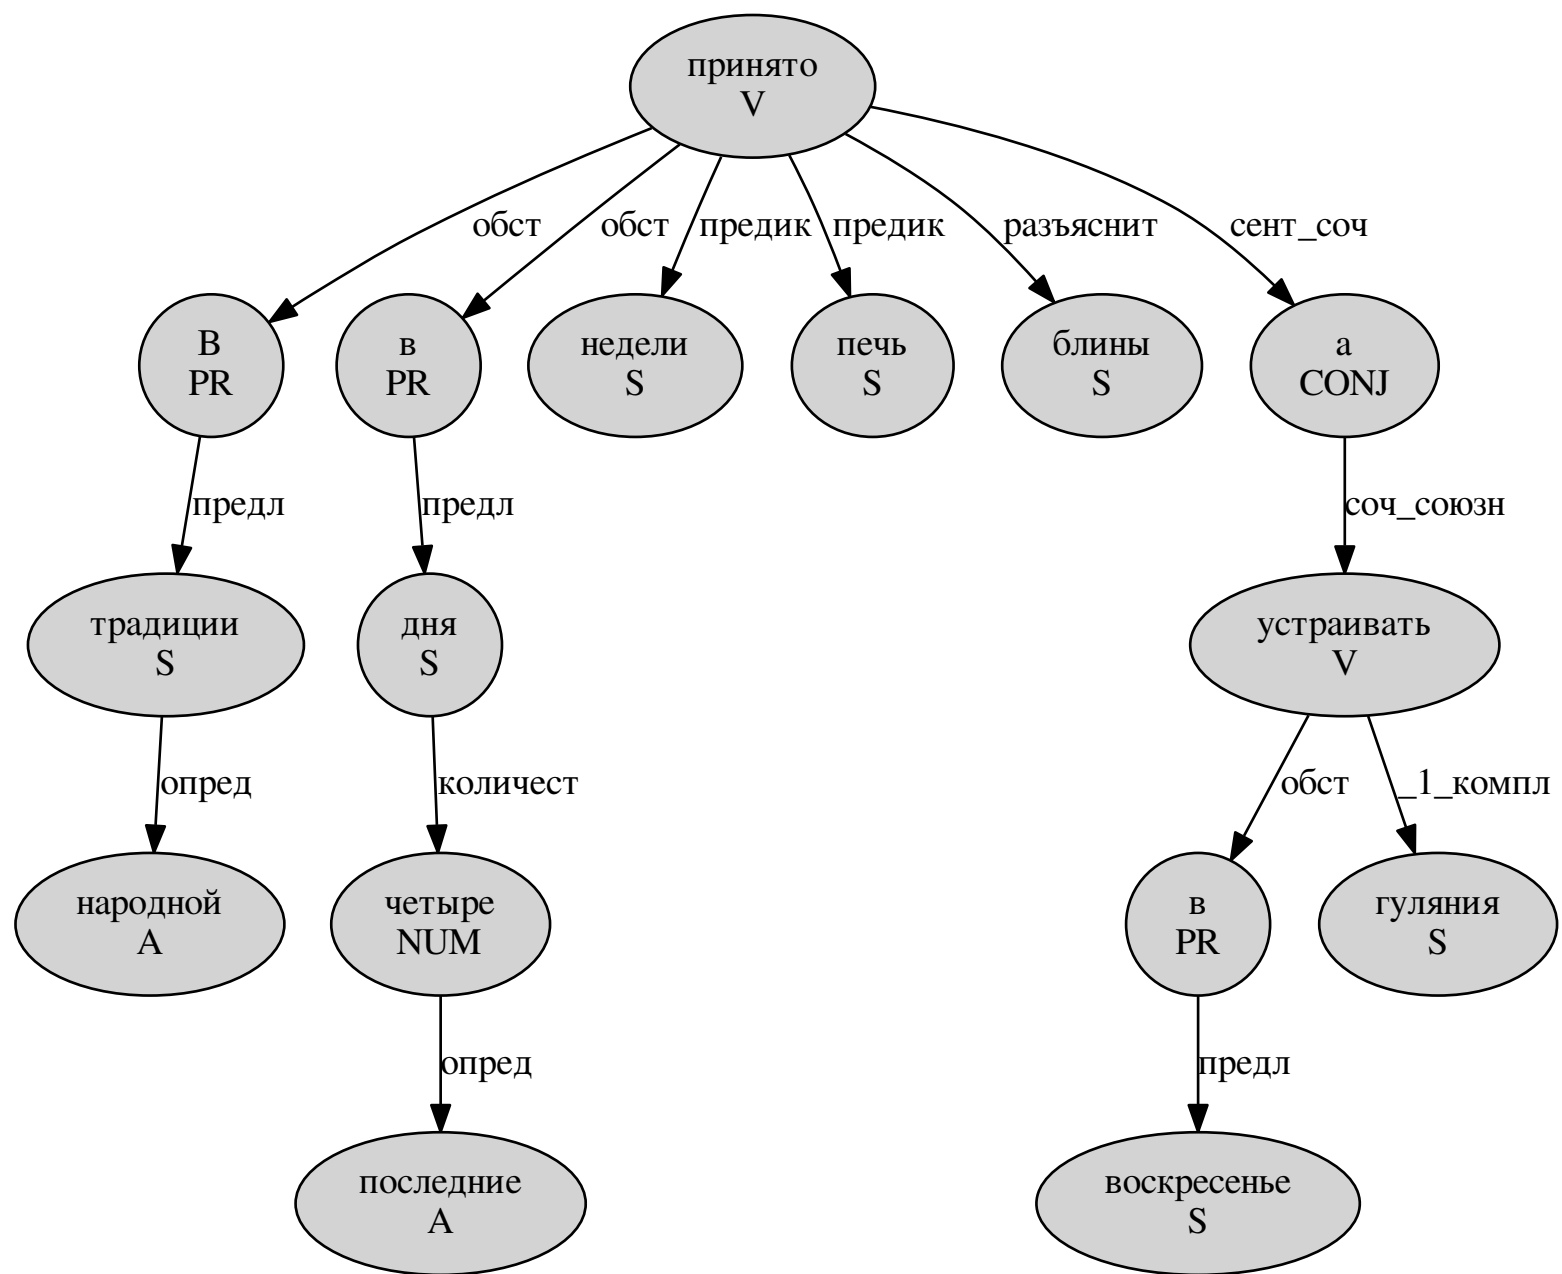 принято
V
обст
обст
предик
предик
разъяснит
сент_соч
В
PR
в
PR
недели
S
печь
S
блины
S
а
CONJ
предл
предл
соч_союзн
традиции
S
дня
S
устраивать
V
опред
количест
обст
_1_компл
народной
A
четыре
NUM
в
PR
гуляния
S
опред
предл
последние
A
воскресенье
S